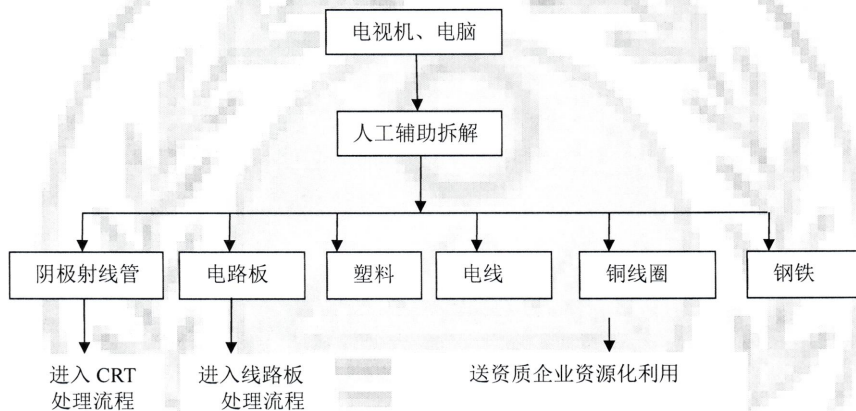 电视机、电脑
人工辅助拆解
阴极射线管
电路板
塑料
电线
铜线圈
钢铁
进入 CRT
处理流程
进入线路板
处理流程
送资质企业资源化利用